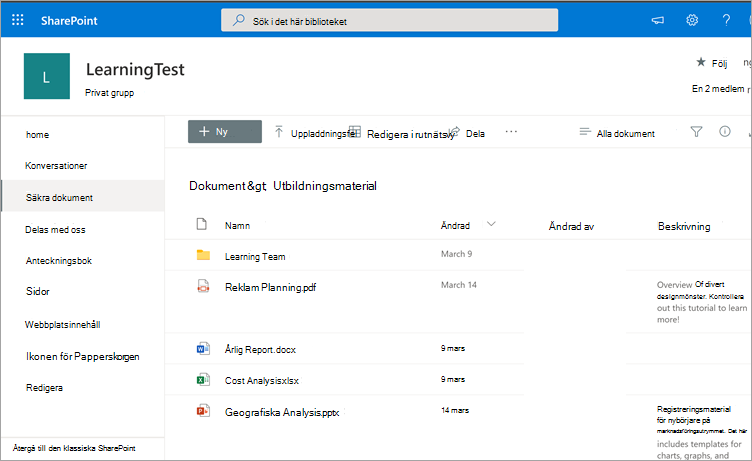 SharePoint
Sök i det här biblioteket
L
LearningTest
Privat grupp
Följ
En 2 medlem
home
Konversationer
Säkra dokument
Delas med oss
Anteckningsbok
Sidor
Webbplatsinnehåll
Ikonen för Papperskorgen
Redigera
Återgå till den klassiska SharePoint
+ Ny
Uppladdningsfel
Redigera i rutnätsvy
Dela
...
Alla dokument
Dokument&gt; Utbildningsmaterial
Namn Ändrad Ändrad av Beskrivning
Learning Team March 9
Reklam Planning.pdf March 14
Overview Of divert
designmönster. Kontrollera
out this tutorial to learn
more!
Årlig Report.docx 9 mars
Cost Analysisxlsx 9 mars
Geografiska Analysis.pptx 14 mars
Registreringsmaterial
för nybörjare på
marknadsföringsutrymmet. Det här
includes templates for
charts, graphs, and